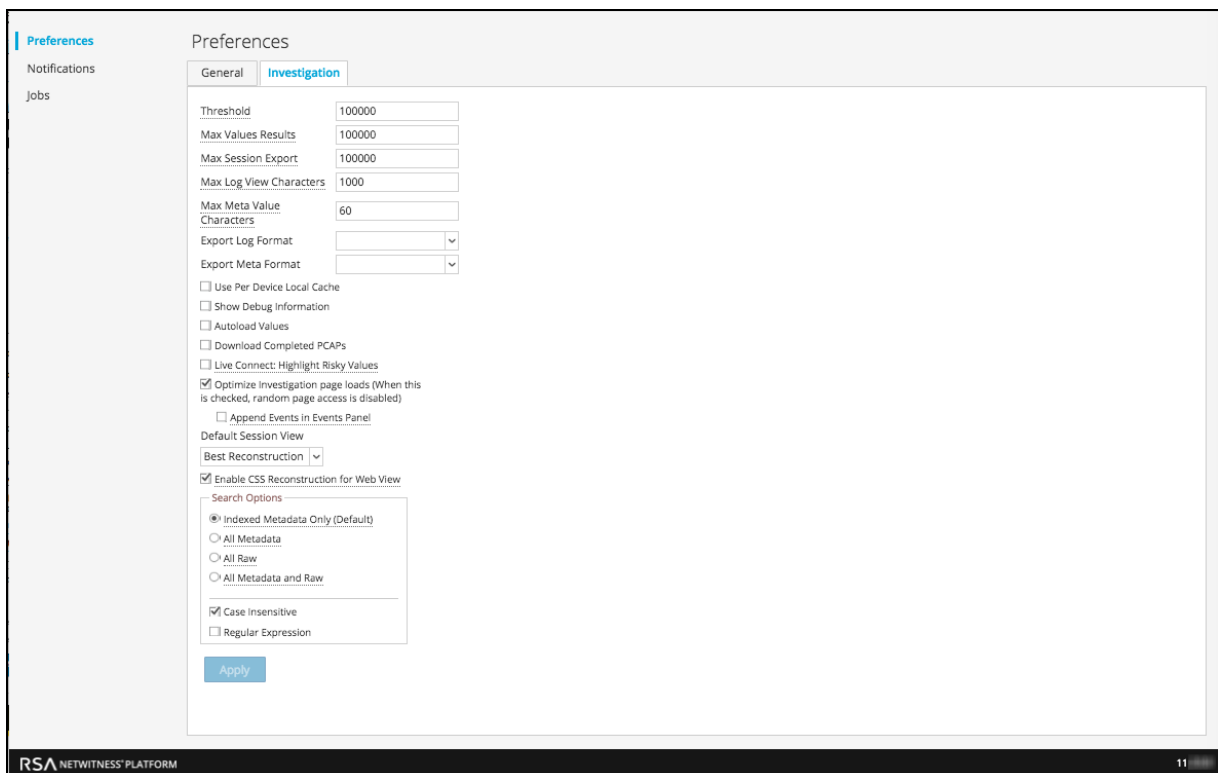 Preferences
Notifications
Jobs
Preferences
General Investigation
Threshold 100000
Max Values Results 100000
Max Session Export 100000
Max Log View Characters 1000
Max Meta Value
Characters 60
Export Log Format
Export Meta Format
Use Per Device Local Cache
Show Debug Information
Autoload Values
Download Completed PCAPs
Live Connect: Highlight Risky Values
Optimize Investigation page loads (When this
is checked, random page access is disabled)
Append Events in Events Panel
Default Session View
Best Reconstruction
Enable CSS Reconstruction for Web View
Search Options
Indexed Metadata Only (Default)
All Metadata
All Raw
All Metadata and Raw
Case Insensitive
Regular Expression
Apply
RSA NETWITNESS® PLATFORM 11